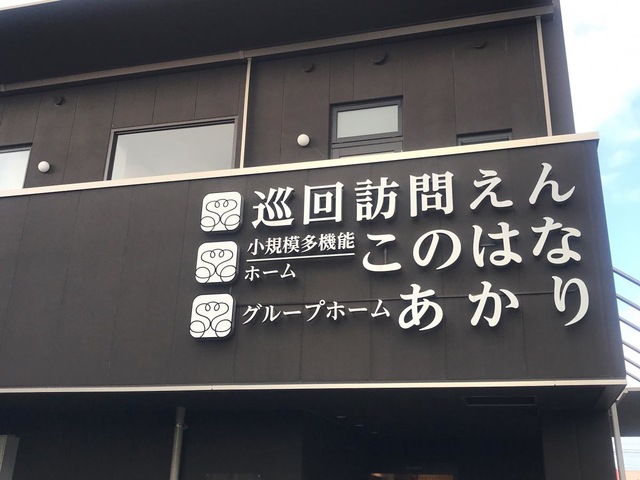 巡回訪問えん
小規模多機能
ホーム
このはな
グループホーム あかり